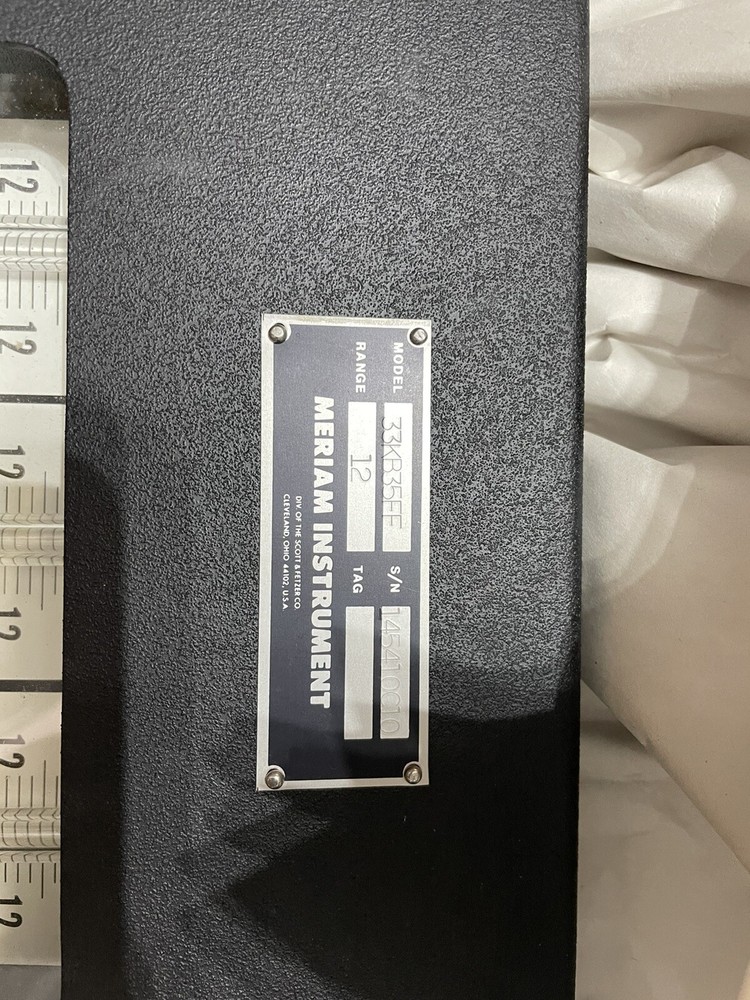 MODEL 33KB35FF S/N 145410C10
RANGE 12 TAG
MERIAM INSTRUMENT
DIV. OF THE SCOTT & FETZER CO.
CLEVELAND, OHIO 44102, U.S.A.
12
12
12
12
12
12